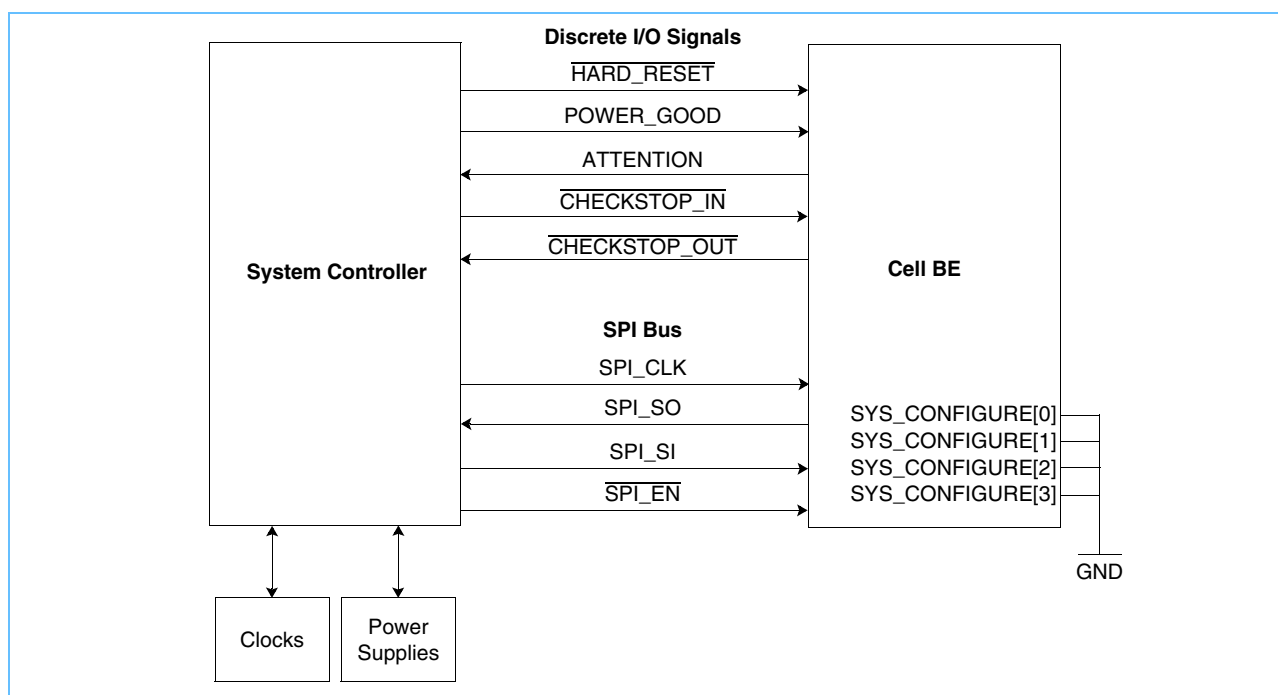 Discrete I/O Signals
HARD_RESET
POWER_GOOD
ATTENTION
CHECKSTOP_IN
CHECKSTOP_OUT
System Controller
Cell BE
SPI Bus
SPI_CLK
SPI_SO
SPI_SI
SPI_EN
SYS_CONFIGURE[0]
SYS_CONFIGURE[1]
SYS_CONFIGURE[2]
SYS_CONFIGURE[3]
GND
Clocks
Power
Supplies